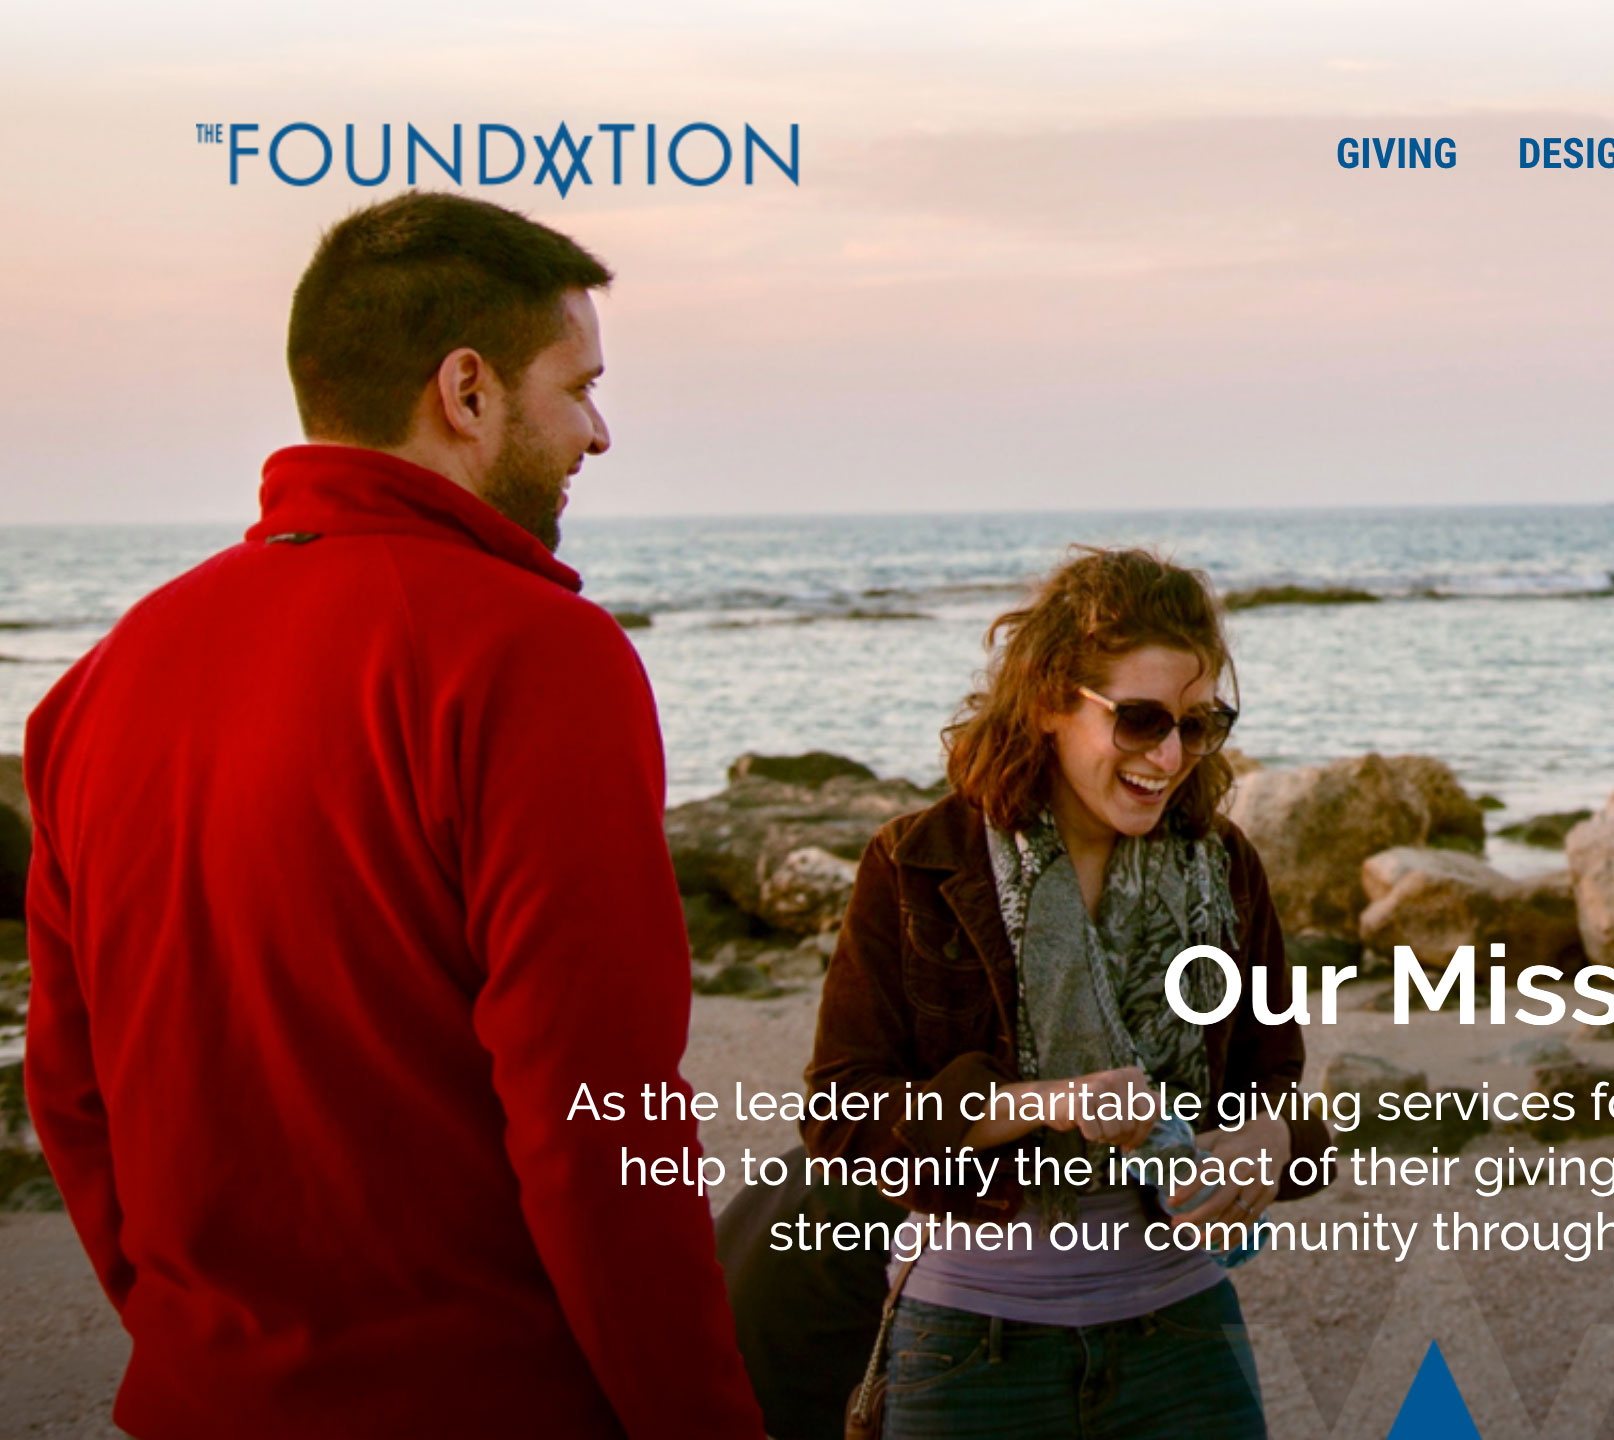 THE FOUNDATION
GIVING DESIG
Our Miss
As the leader in charitable giving services fo
help to magnify the impact of their giving
strengthen our community through